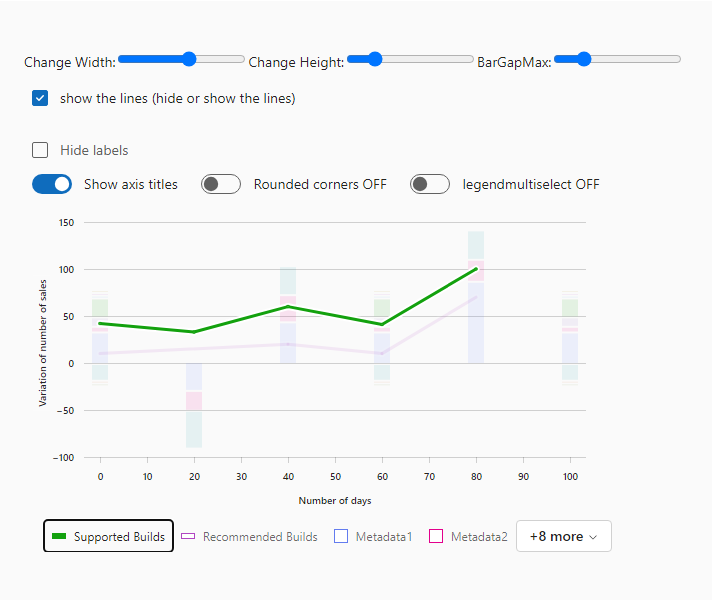 Change Width: Change Height: BarGapMax:
show the lines (hide or show the lines)
Hide labels
Show axis titles Rounded corners OFF legendmultiselect OFF
150
100
50
0
−50
−100
Variation of number of sales
0 10 20 30 40 50 60 70 80 90 100
Number of days
Supported Builds Recommended Builds Metadata1 Metadata2 +8 more